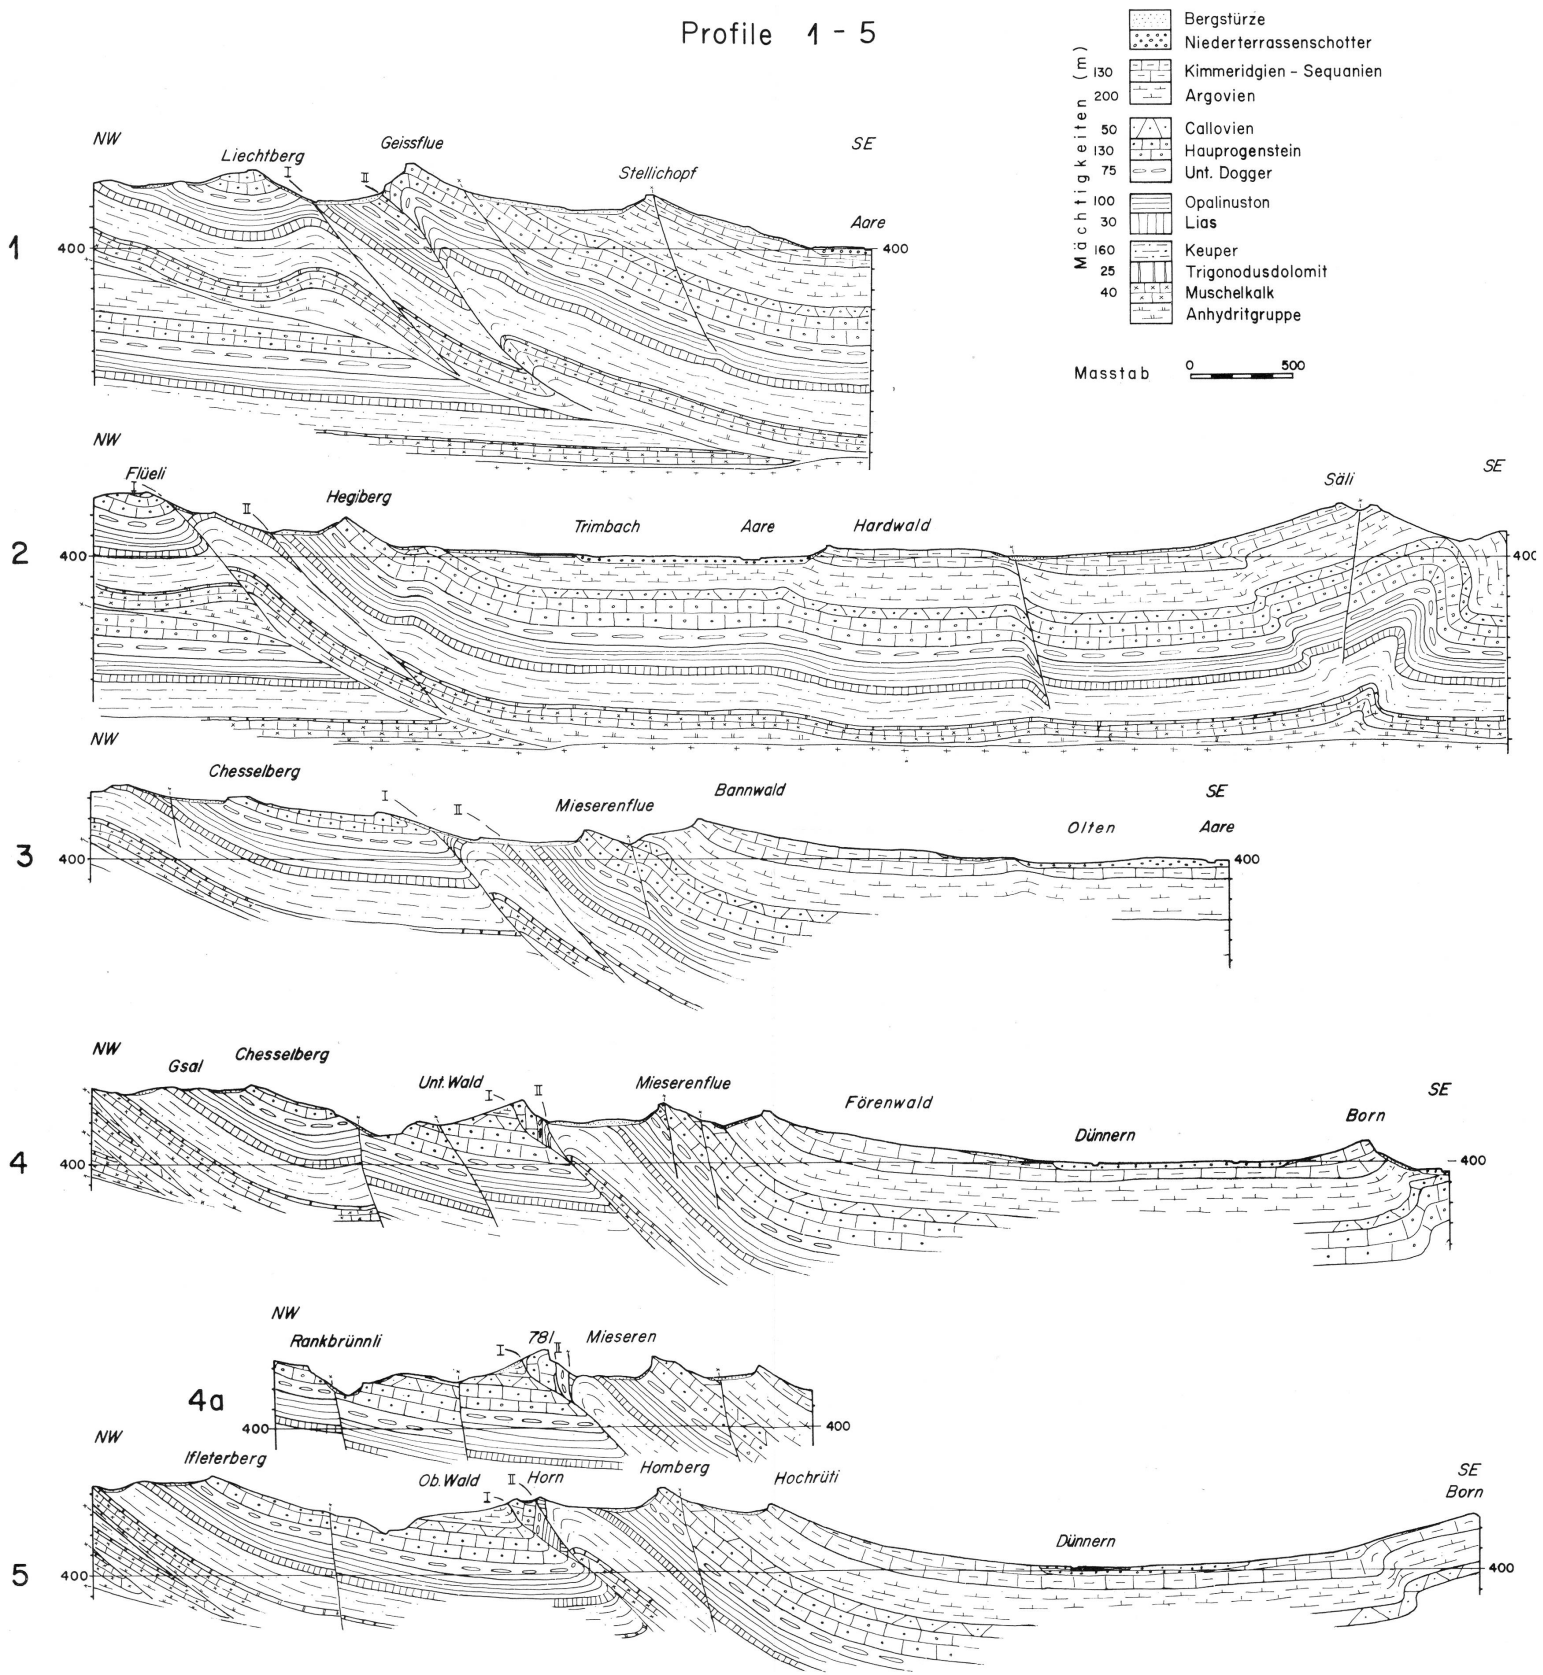 Profile 1 - 5
Mächtigkeiten (m)
Bergstürze
Niederterrassenschotter
130 Kimmeridgien - Sequanien
200 Argovien
50 Callovien
130 Hauprogenstein
75 Unt. Dogger
100 Opalinuston
30 Lias
160 Keuper
25 Trigonodusdolomit
40 Muschelkalk
Anhydritgruppe
Masstab 0 500
NW SE
Liechtberg Geissflue Stellichopf Aare
I II
1
400 400
NW SE
Flüeli Hegiberg Trimbach Aare Hardwald Säli
I II
2
400 400
NW SE
Chesselberg Mieserenflue Bannwald Olten Aare
I II
3
400 400
NW SE
Gsal Chesselberg Unt. Wald Mieserenflue Förenwald Dünnern Born
I II
4
400 400
NW
Rankbrünnli 781 Mieseren
I II
4a
400 400
NW SE
Ifleterberg Ob. Wald Horn Homberg Hochrüti Dünnern Born
I II
5
400 400